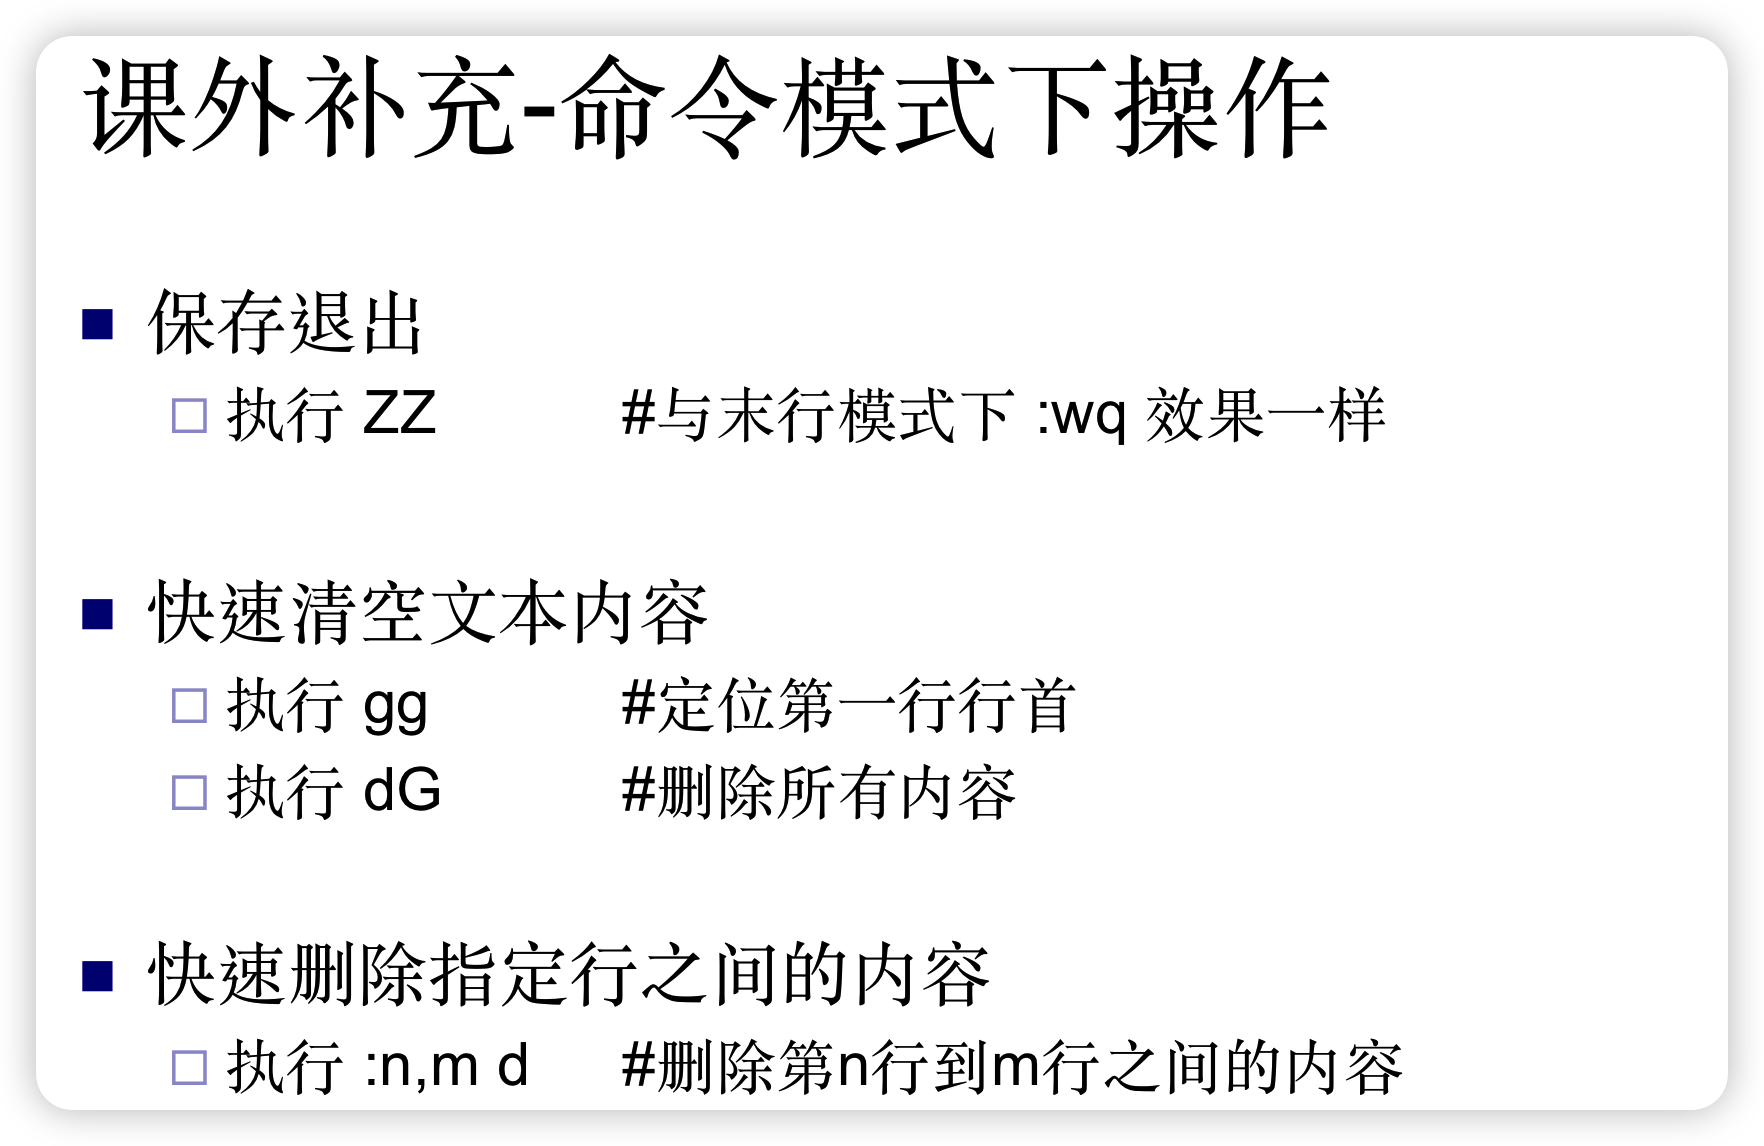 课外补充-命令模式下操作
保存退出
执行 ZZ #与末行模式下 :wq 效果一样
快速清空文本内容
执行 gg #定位第一行行首
执行 dG #删除所有内容
快速删除指定行之间的内容
执行 :n,m d #删除第n行到m行之间的内容